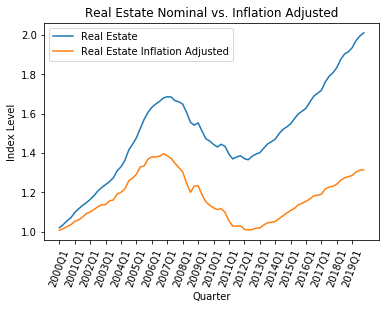 Real Estate Nominal vs. Inflation Adjusted
Real Estate
Real Estate Inflation Adjusted
Index Level
2.0
1.8
1.6
1.4
1.2
1.0
2000Q1
2001Q1
2002Q1
2003Q1
2004Q1
2005Q1
2006Q1
2007Q1
2008Q1
2009Q1
2010Q1
2011Q1
2012Q1
2013Q1
2014Q1
2015Q1
2016Q1
2017Q1
2018Q1
2019Q1
Quarter